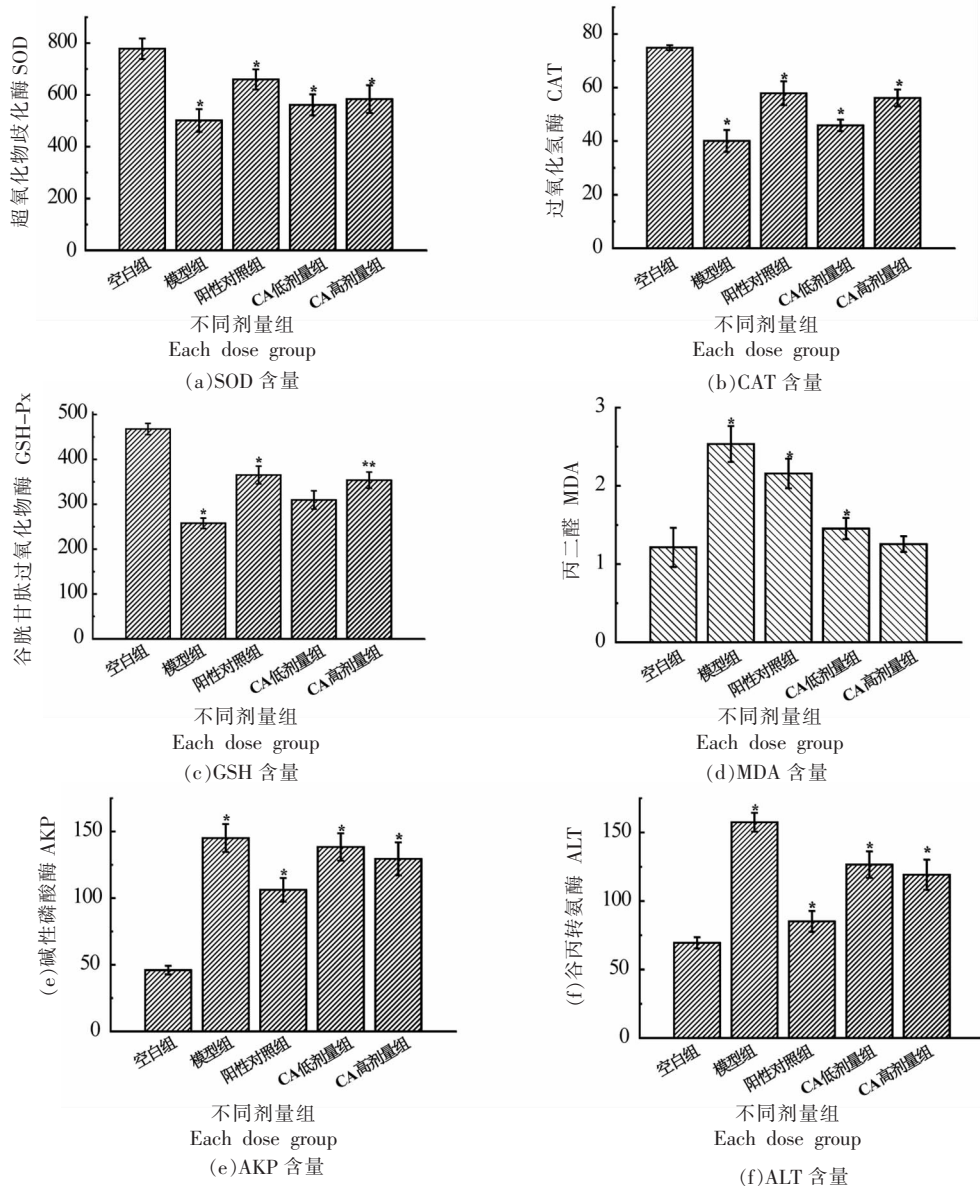 超氧化物歧化酶 SOD
800
600
400
200
0
* * * *
空白组 模型组 阳性对照组 CA低剂量组 CA高剂量组
不同剂量组
Each dose group
(a)SOD 含量
过氧化氢酶 CAT
80
60
40
20
0
* * * *
空白组 模型组 阳性对照组 CA低剂量组 CA高剂量组
不同剂量组
Each dose group
(b)CAT 含量
谷胱甘肽过氧化物酶 GSH-Px
500
400
300
200
100
0
* * **
空白组 模型组 阳性对照组 CA低剂量组 CA高剂量组
不同剂量组
Each dose group
(c)GSH 含量
丙二醛 MDA
3
2
1
0
* * *
空白组 模型组 阳性对照组 CA低剂量组 CA高剂量组
不同剂量组
Each dose group
(d)MDA 含量
(e)碱性磷酸酶 AKP
150
100
50
0
* * * *
空白组 模型组 阳性对照组 CA低剂量组 CA高剂量组
不同剂量组
Each dose group
(e)AKP 含量
(f)谷丙转氨酶 ALT
150
100
50
0
* * * *
空白组 模型组 阳性对照组 CA低剂量组 CA高剂量组
不同剂量组
Each dose group
(f)ALT 含量